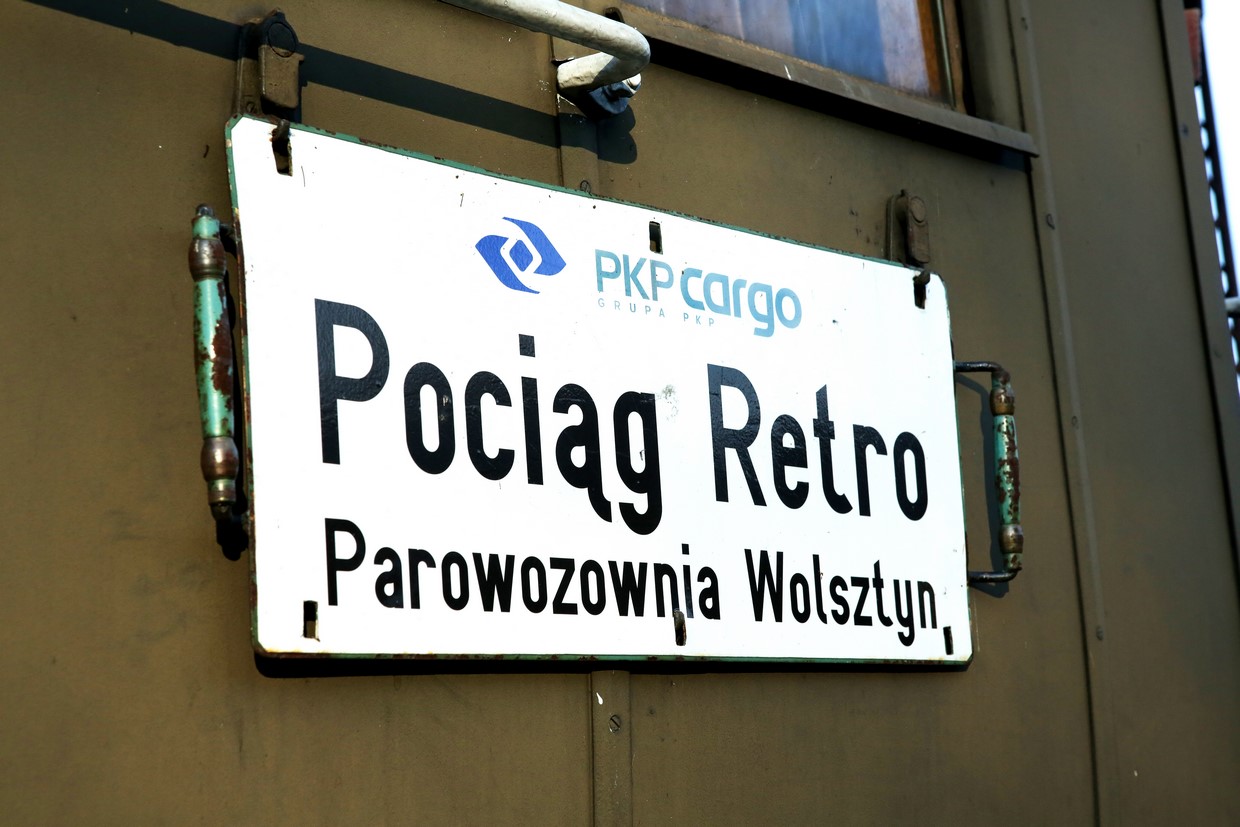 PKP cargo
GRUPA PKP
Pociąg Retro
Parowozownia Wolsztyn